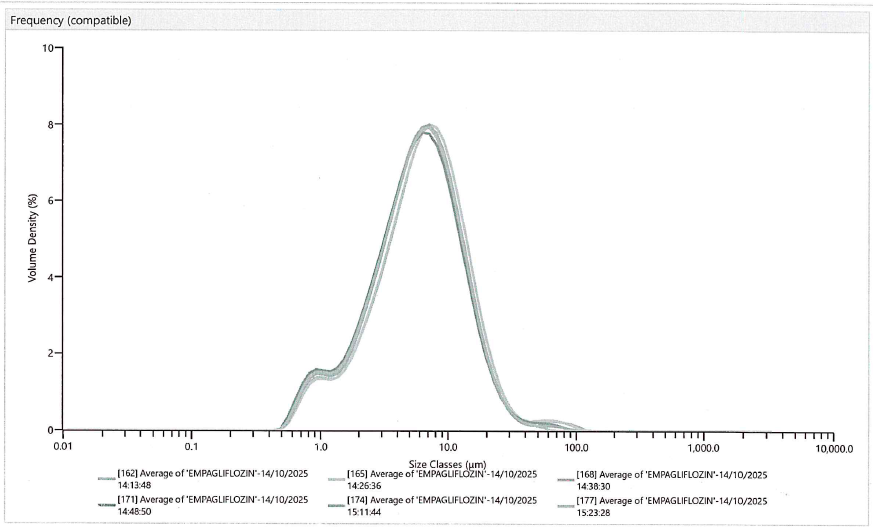 Frequency (compatible)
10
8
6
4
2
0
Volume Density (%)
0.01 0.1 1.0 10.0 100.0 1,000.0 10,000.0
Size Classes (µm)
[162] Average of 'EMPAGLIFLOZIN'-14/10/2025 14:13:48
[165] Average of 'EMPAGLIFLOZIN'-14/10/2025 14:26:36
[168] Average of 'EMPAGLIFLOZIN'-14/10/2025 14:38:30
[171] Average of 'EMPAGLIFLOZIN'-14/10/2025 14:48:50
[174] Average of 'EMPAGLIFLOZIN'-14/10/2025 15:11:44
[177] Average of 'EMPAGLIFLOZIN'-14/10/2025 15:23:28